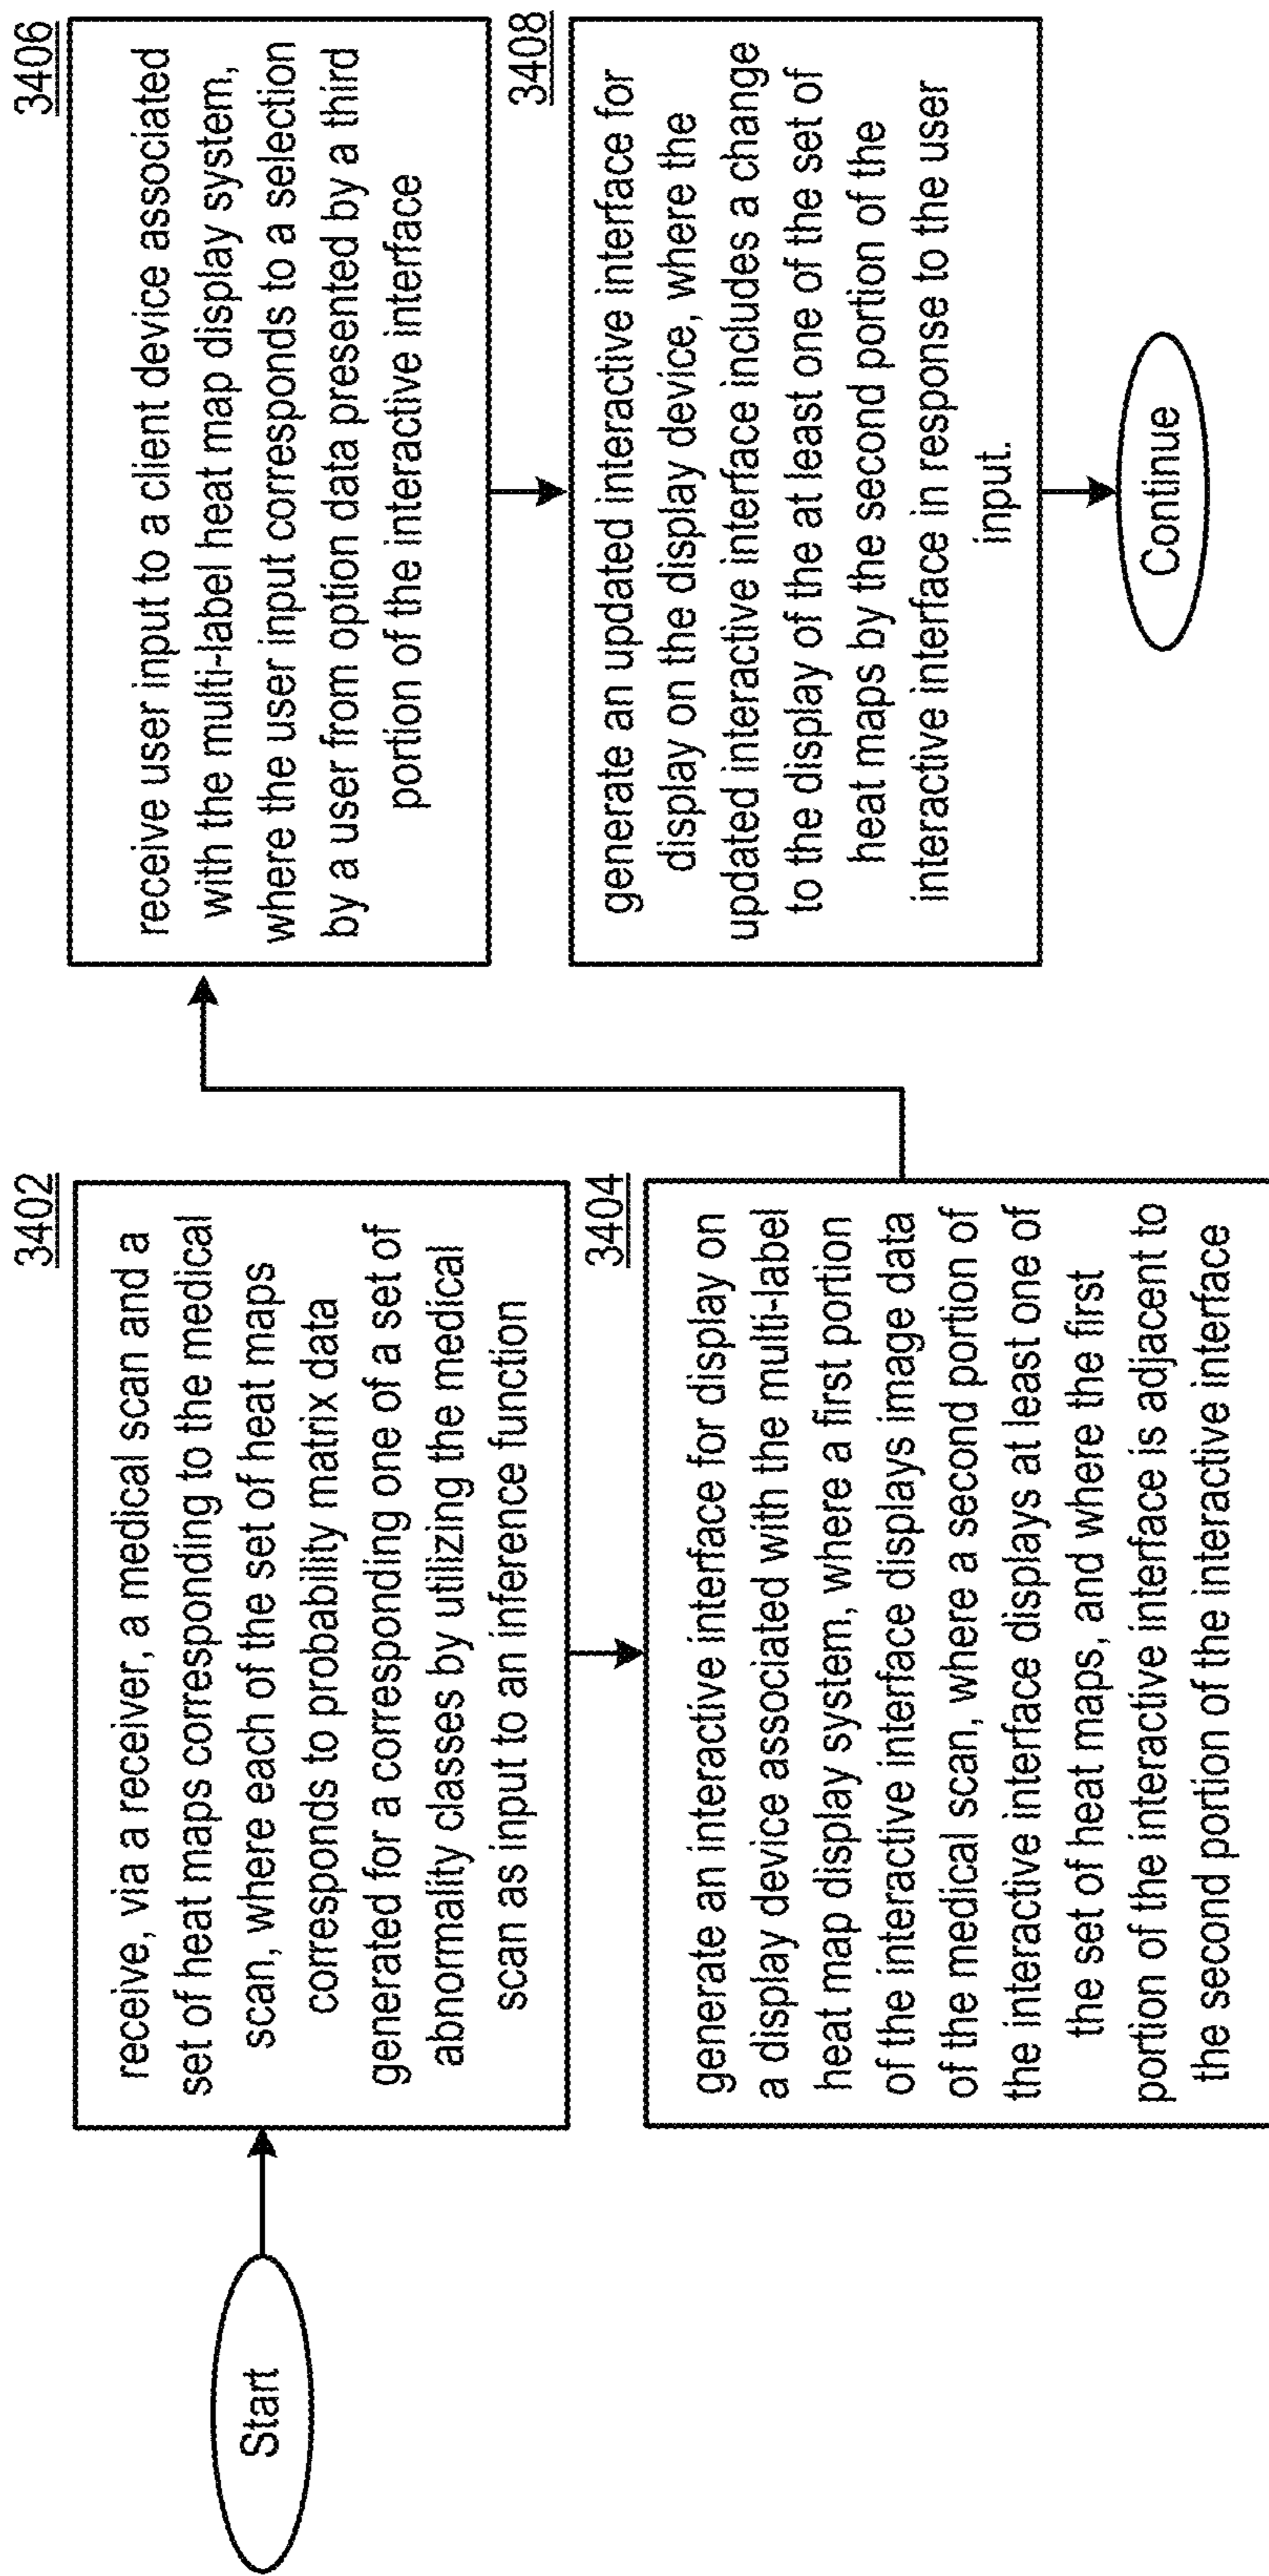 Start
3402
receive, via a receiver, a medical scan and a
set of heat maps corresponding to the medical
scan, where each of the set of heat maps
corresponds to probability matrix data
generated for a corresponding one of a set of
abnormality classes by utilizing the medical
scan as input to an inference function
3404
generate an interactive interface for display on
a display device associated with the multi-label
heat map display system, where a first portion
of the interactive interface displays image data
of the medical scan, where a second portion of
the interactive interface displays at least one of
the set of heat maps, and where the first
portion of the interactive interface is adjacent to
the second portion of the interactive interface
3406
receive user input to a client device associated
with the multi-label heat map display system,
where the user input corresponds to a selection
by a user from option data presented by a third
portion of the interactive interface
3408
generate an updated interactive interface for
display on the display device, where the
updated interactive interface includes a change
to the display of the at least one of the set of
heat maps by the second portion of the
interactive interface in response to the user
input.
Continue